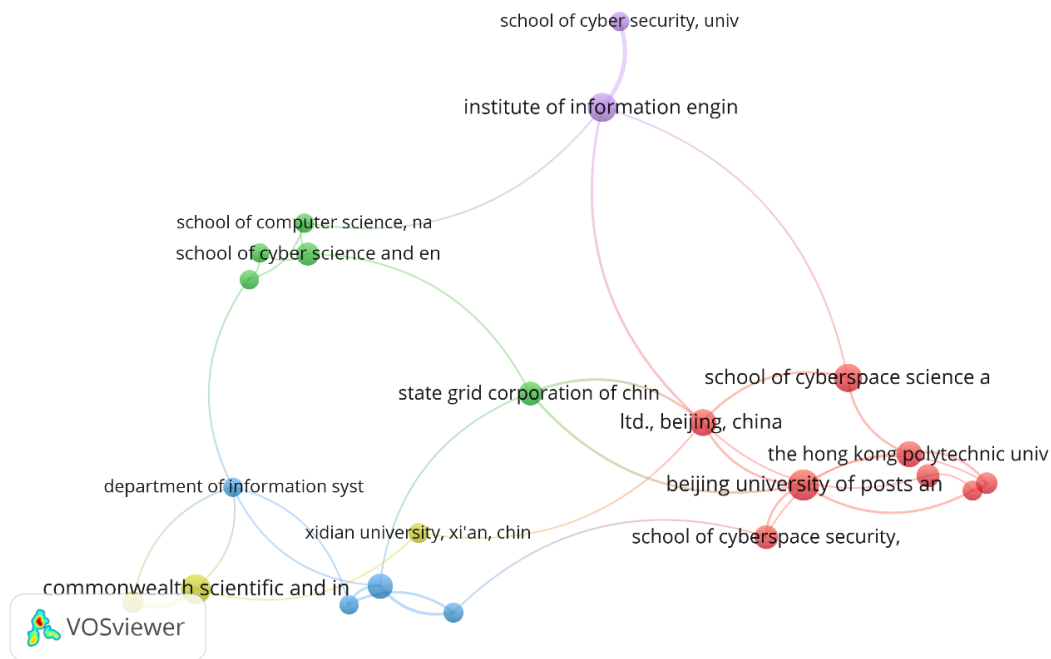 school of cyber security, univ
institute of information engin
school of computer science, na
school of cyber science and en
school of cyberspace science a
state grid corporation of chin
ltd., beijing, china
the hong kong polytechnic univ
beijing university of posts an
department of information syst
xidian university, xi'an, chin
school of cyberspace security,
commonwealth scientific and in
VOSviewer